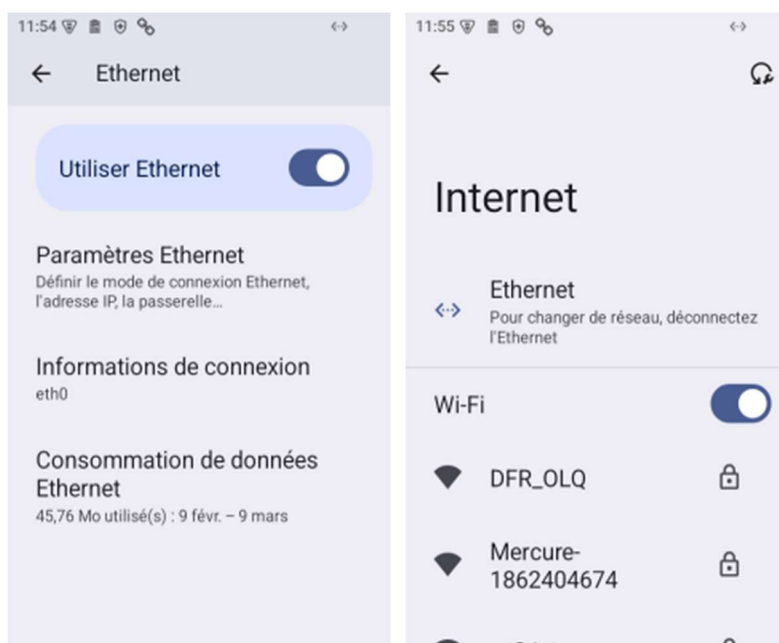 11:54
Ethernet
Utiliser Ethernet
Paramètres Ethernet
Définir le mode de connexion Ethernet,
l'adresse IP, la passerelle...
Informations de connexion
eth0
Consommation de données
Ethernet
45,76 Mo utilisé(s) : 9 févr. – 9 mars
11:55
Internet
Ethernet
Pour changer de réseau, déconnectez
l'Ethernet
Wi-Fi
DFR_OLQ
Mercure-
1862404674